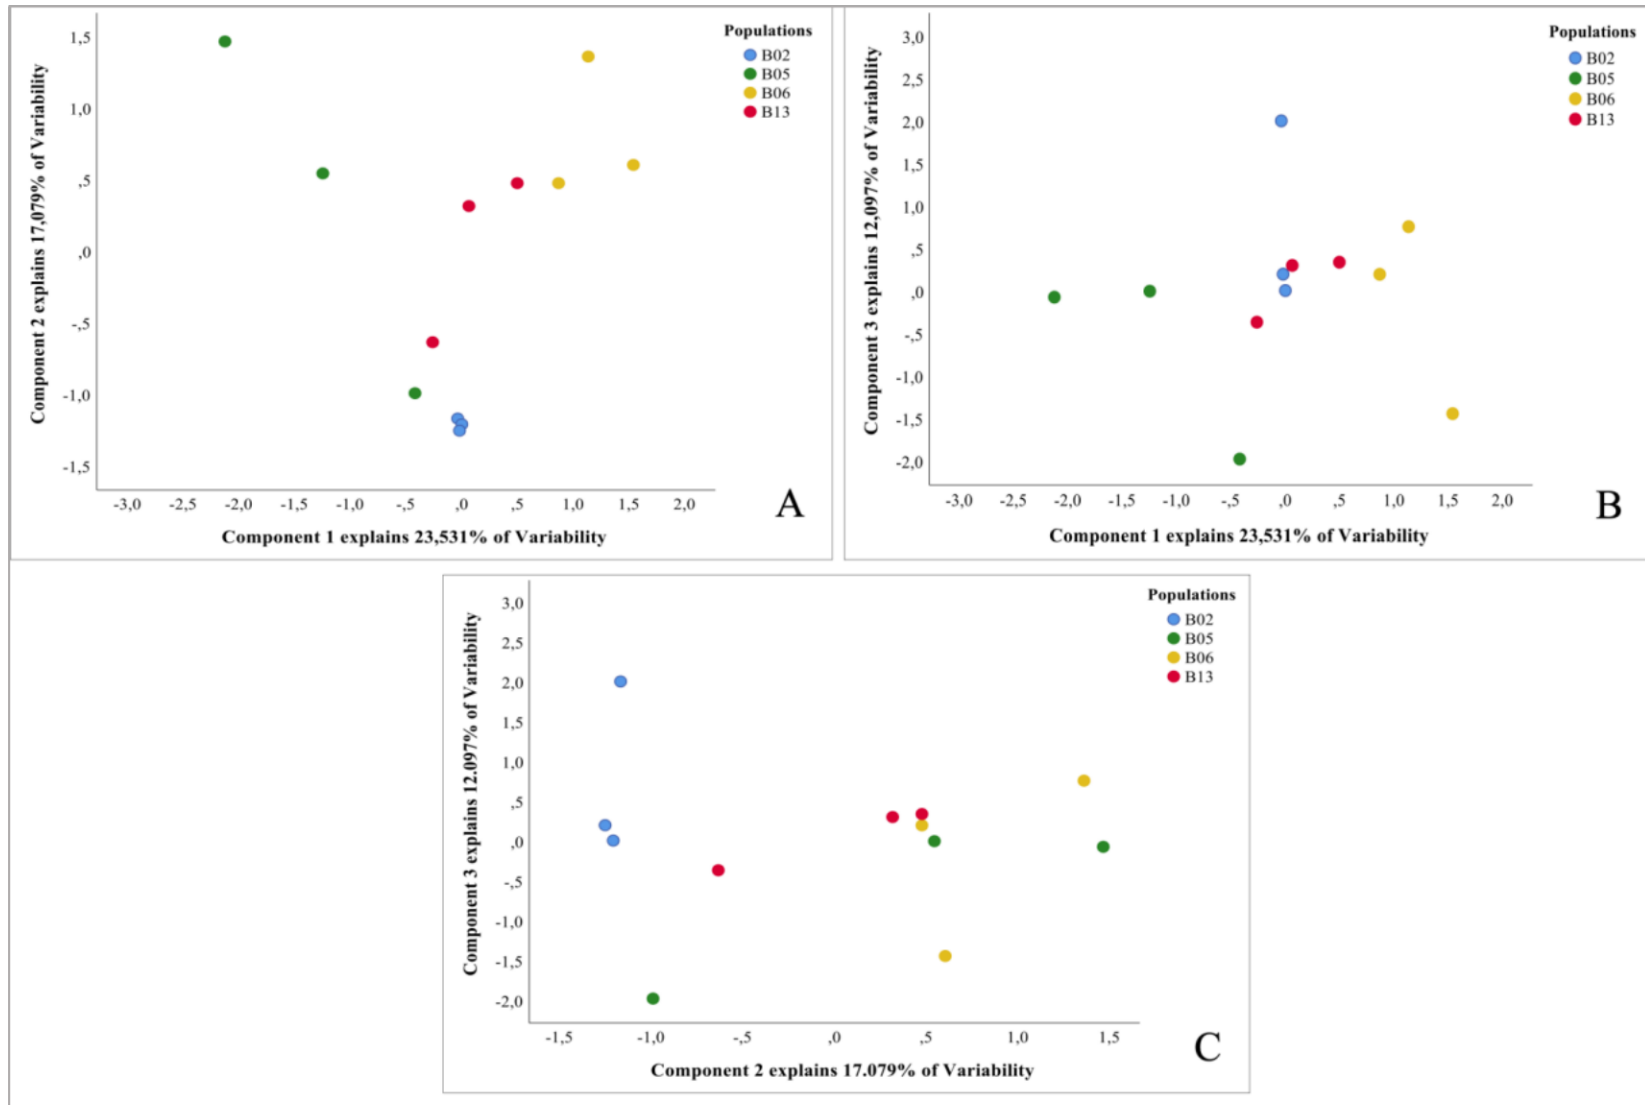 Component 2 explains 17,079% of Variability
1,5
1,0
,5
,0
-,5
-1,0
-1,5
-3,0 -2,5 -2,0 -1,5 -1,0 -,5 ,0 ,5 1,0 1,5 2,0
Component 1 explains 23,531% of Variability
Populations
B02
B05
B06
B13
A
Component 3 explains 12,097% of Variability
3,0
2,5
2,0
1,5
1,0
,5
,0
-,5
-1,0
-1,5
-2,0
-3,0 -2,5 -2,0 -1,5 -1,0 -,5 ,0 ,5 1,0 1,5 2,0
Component 1 explains 23,531% of Variability
Populations
B02
B05
B06
B13
B
Component 3 explains 12.097% of Variability
3,0
2,5
2,0
1,5
1,0
,5
,0
-,5
-1,0
-1,5
-2,0
-1,5 -1,0 -,5 ,0 ,5 1,0 1,5
Component 2 explains 17.079% of Variability
Populations
B02
B05
B06
B13
C